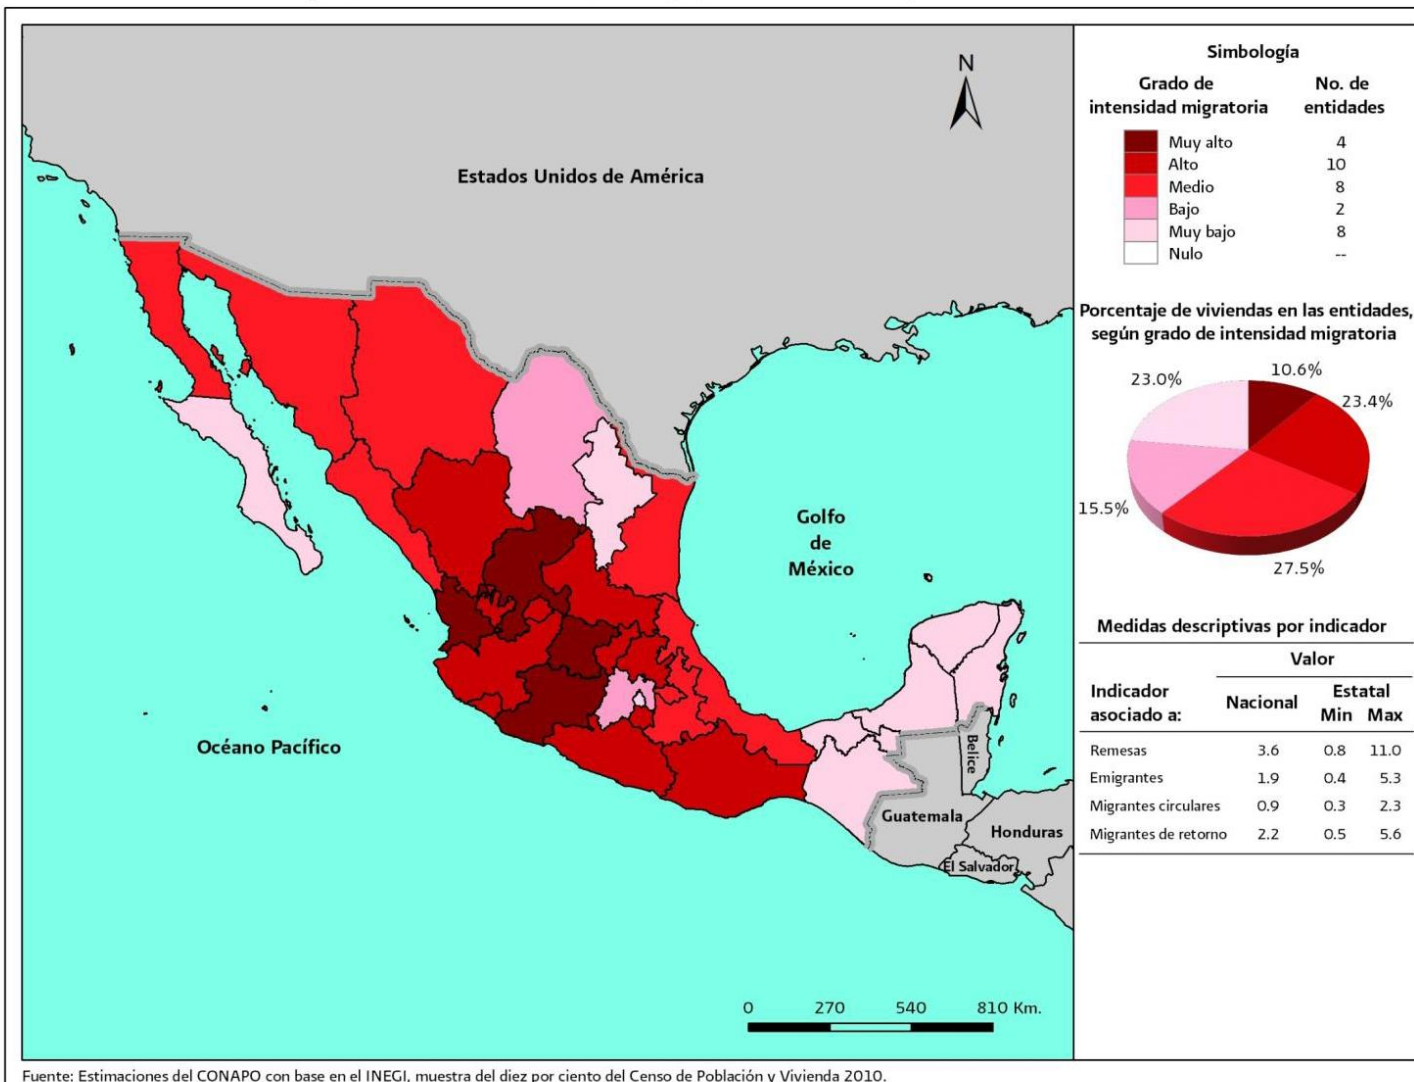 N
Estados Unidos de América
Golfo
de
México
Océano Pacífico
Belice
Guatemala
Honduras
El Salvador
0 270 540 810 Km.
Simbología
Grado de
intensidad migratoria
No. de
entidades
Muy alto 4
Alto 10
Medio 8
Bajo 2
Muy bajo 8
Nulo --
Porcentaje de viviendas en las entidades,
según grado de intensidad migratoria
10.6%
23.4%
27.5%
15.5%
23.0%
Medidas descriptivas por indicador
Valor
Indicador
asociado a:
Nacional
Estatal
Min Max
Remesas 3.6 0.8 11.0
Emigrantes 1.9 0.4 5.3
Migrantes circulares 0.9 0.3 2.3
Migrantes de retorno 2.2 0.5 5.6
Fuente: Estimaciones del CONAPO con base en el INEGI, muestra del diez por ciento del Censo de Población y Vivienda 2010.